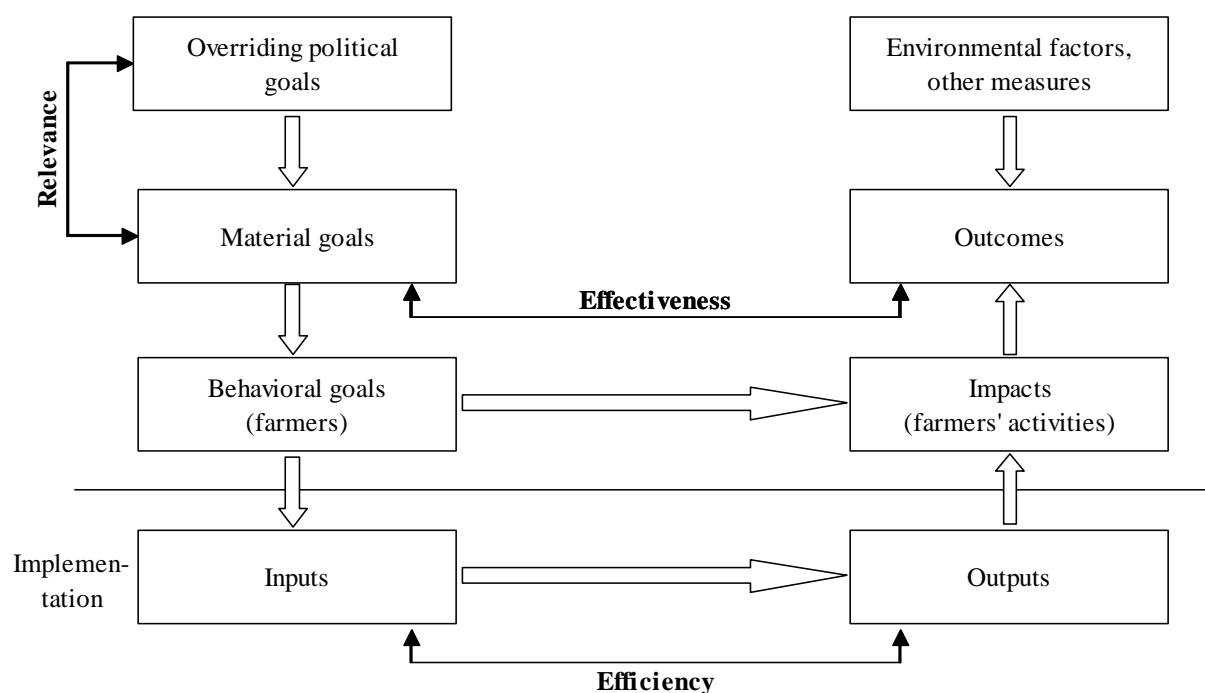 Overriding political
goals
Environmental factors,
other measures
Relevance
Material goals
Outcomes
Effectiveness
Behavioral goals
(farmers)
Impacts
(farmers' activities)
Implemen-
tation
Inputs
Outputs
Efficiency